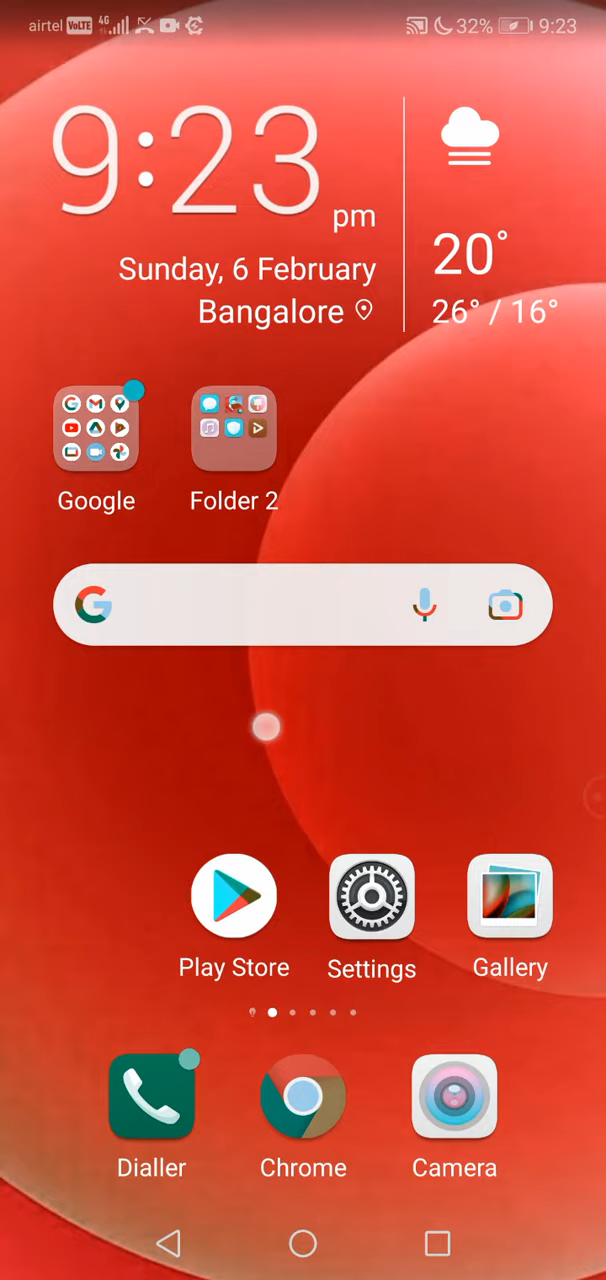 airtel VoLTE 4G 32% 9:23
9:23 pm
Sunday, 6 February
Bangalore
20°
26° / 16°
Google Folder 2
Play Store Settings Gallery
Dialler Chrome Camera